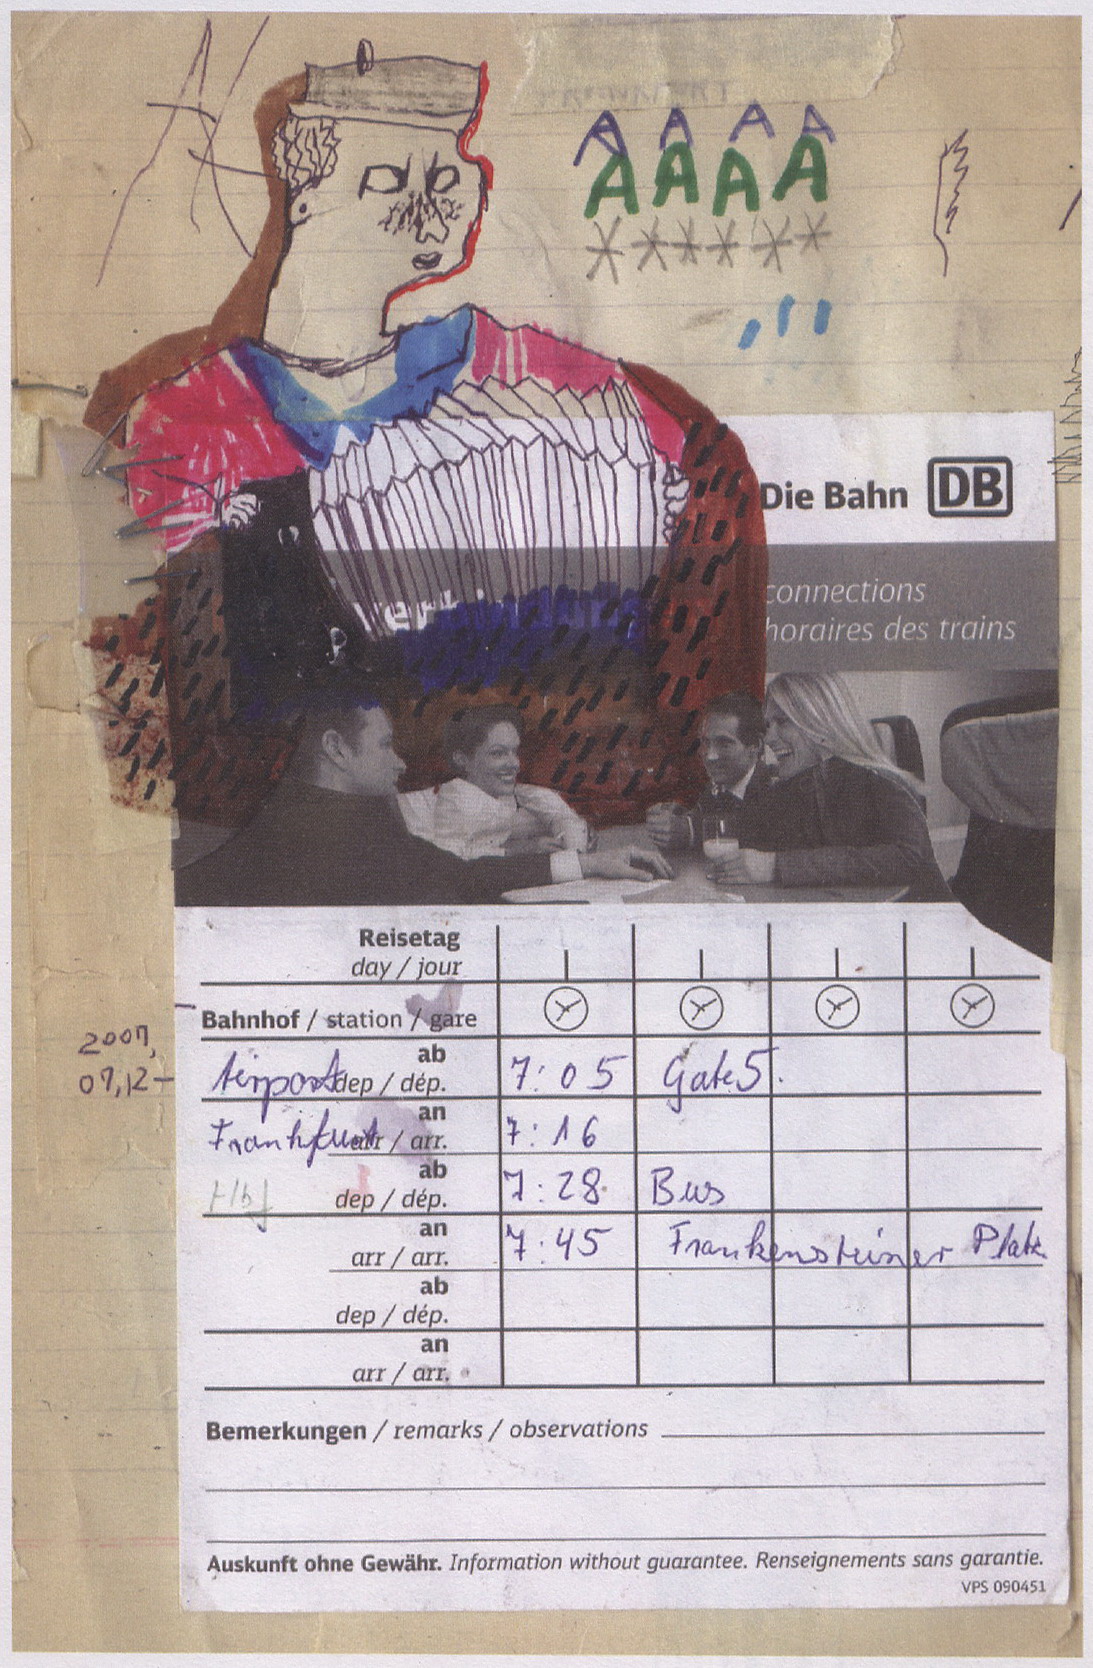 A A A A
A A A A
Die Bahn DB
connections
horaires des trains
Reisetag
day / jour
Bahnhof / station / gare
2007,
07,12-
Airport
ab
dep / dép.
7:05 Gate 5.
Frankfurt
an
arr / arr.
7:16
Hbf
ab
dep / dép.
7:28 Bus
an
arr / arr.
7:45 Frankensteiner Platz
ab
dep / dép.
an
arr / arr.
Bemerkungen / remarks / observations
Auskunft ohne Gewähr. Information without guarantee. Renseignements sans garantie.
VPS 090451